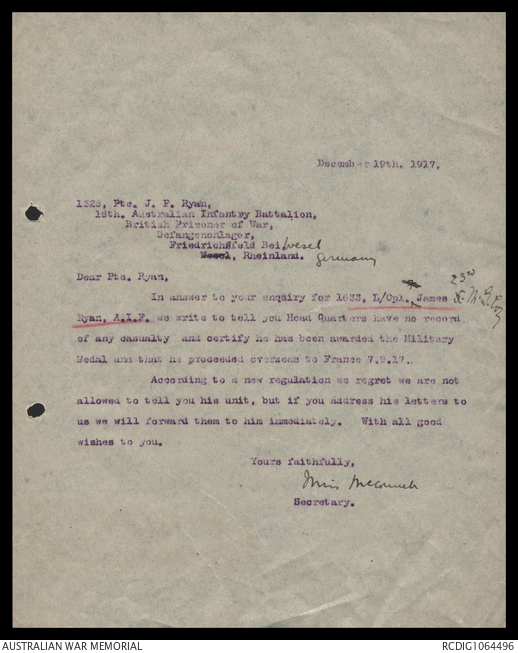 December 19th. 1917.
1328, Pte. J. P. Ryan,
16th. Australian Infantry Battalion,
British Prisoner of War,
Gefangenenlager,
Friedrichsfeld Bei, Wesel
Wesel, Rheinland. Germany
Dear Pte. Ryan,
23rd
In answer to your enquiry for 1633, L/Cpl. James
Ryan, A.I.F. we write to tell you Head Quarters have no record
of any casualty and certify he has been awarded the Military
Medal and that he proceeded overseas to France 7.9.17.
According to a new regulation we regret we are not
allowed to tell you his unit, but if you address his letters to
us we will forward them to him immediately. With all good
wishes to you.
Yours faithfully,
Secretary.
AUSTRALIAN WAR MEMORIAL
RCDIG1064496